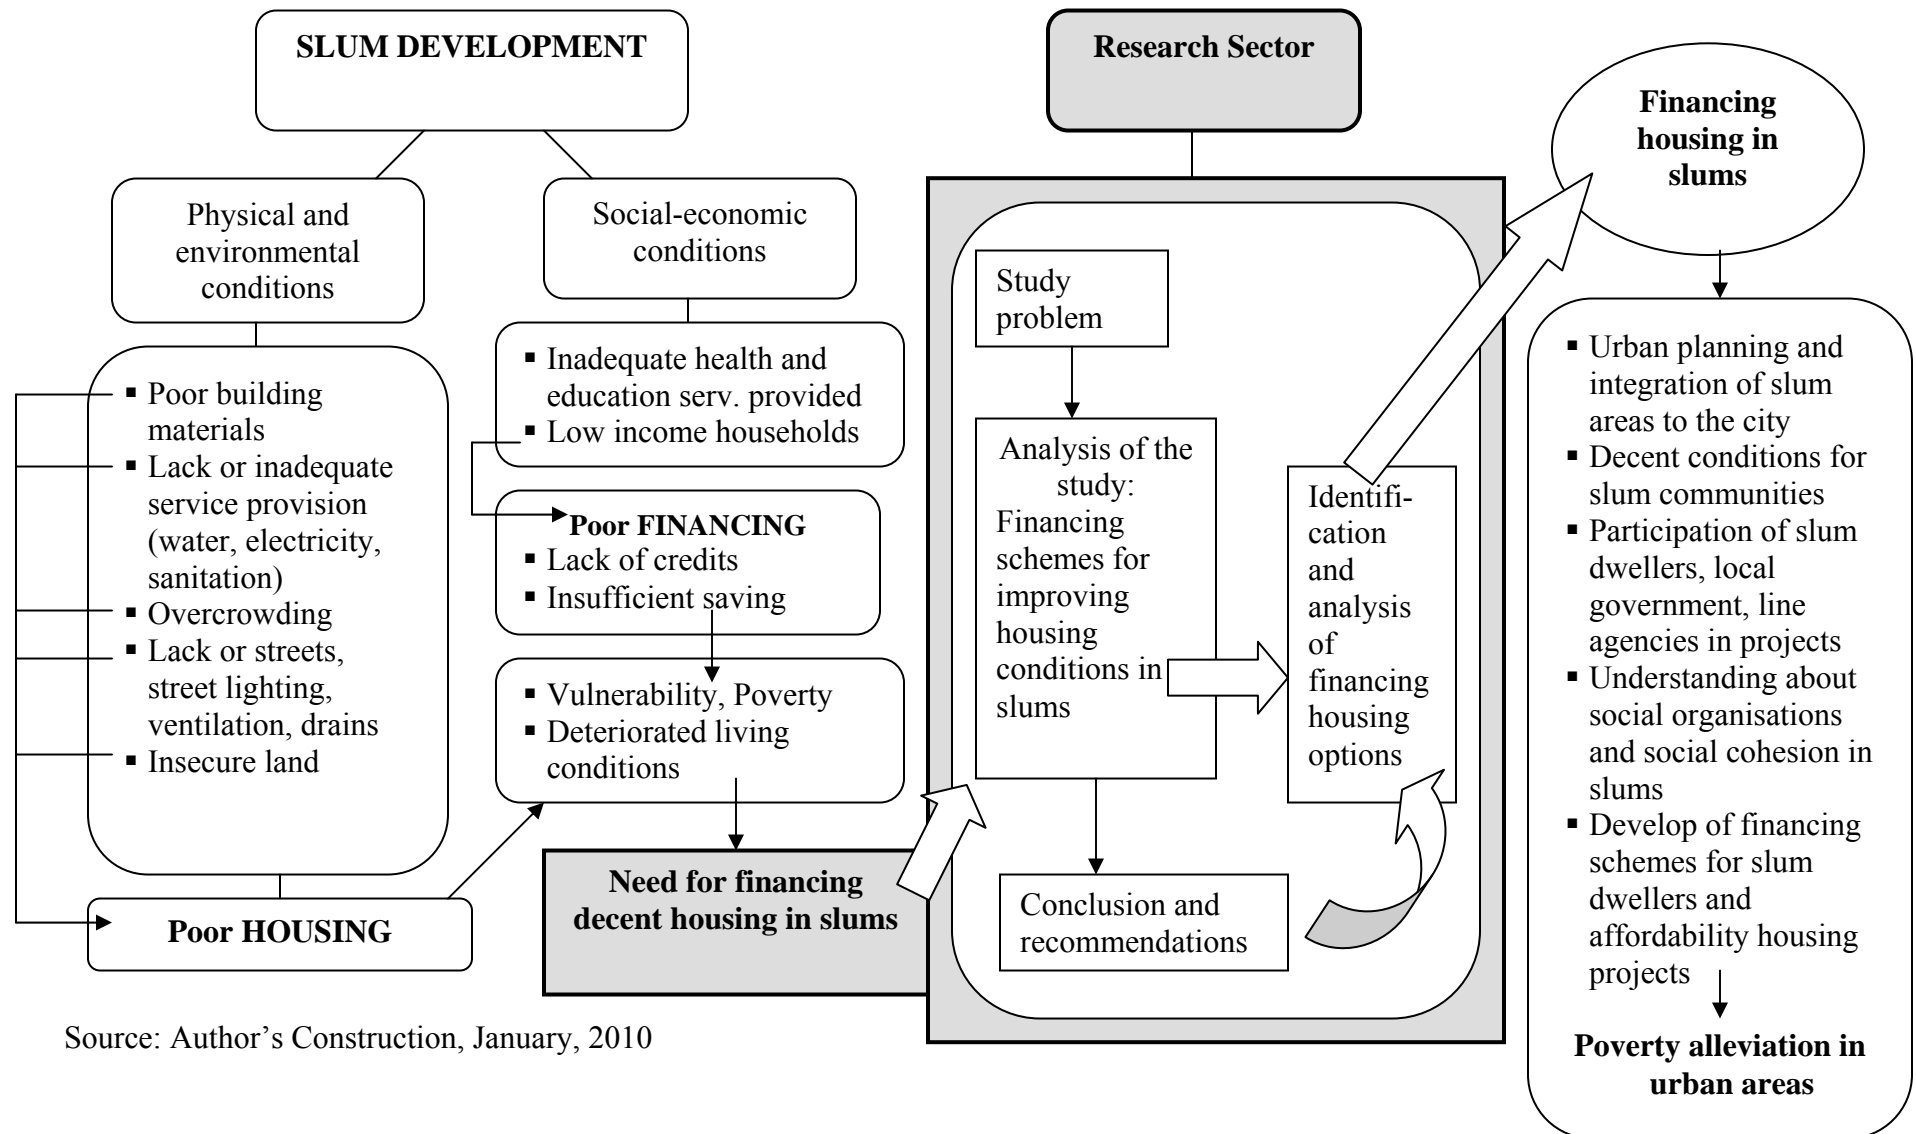 SLUM DEVELOPMENT
Physical and
environmental
conditions
▪ Poor building
materials
▪ Lack or inadequate
service provision
(water, electricity,
sanitation)
▪ Overcrowding
▪ Lack or streets,
street lighting,
ventilation, drains
▪ Insecure land
Poor HOUSING
Social-economic
conditions
▪ Inadequate health and
education serv. provided
▪ Low income households
Poor FINANCING
▪ Lack of credits
▪ Insufficient saving
▪ Vulnerability, Poverty
▪ Deteriorated living
conditions
Need for financing
decent housing in slums
Research Sector
Study
problem
Analysis of the
study:
Financing
schemes for
improving
housing
conditions in
slums
Conclusion and
recommendations
Identifi-
cation
and
analysis
of
financing
housing
options
Financing
housing in
slums
▪ Urban planning and
integration of slum
areas to the city
▪ Decent conditions for
slum communities
▪ Participation of slum
dwellers, local
government, line
agencies in projects
▪ Understanding about
social organisations
and social cohesion in
slums
▪ Develop of financing
schemes for slum
dwellers and
affordability housing
projects
Poverty alleviation in
urban areas
Source: Author’s Construction, January, 2010